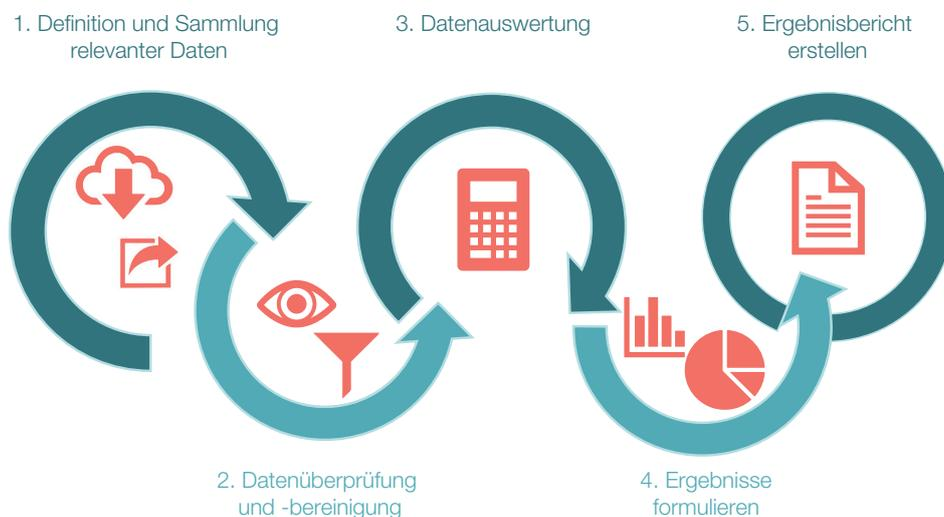 1. Definition und Sammlung
relevanter Daten
2. Datenüberprüfung
und -bereinigung
3. Datenauswertung
4. Ergebnisse
formulieren
5. Ergebnisbericht
erstellen